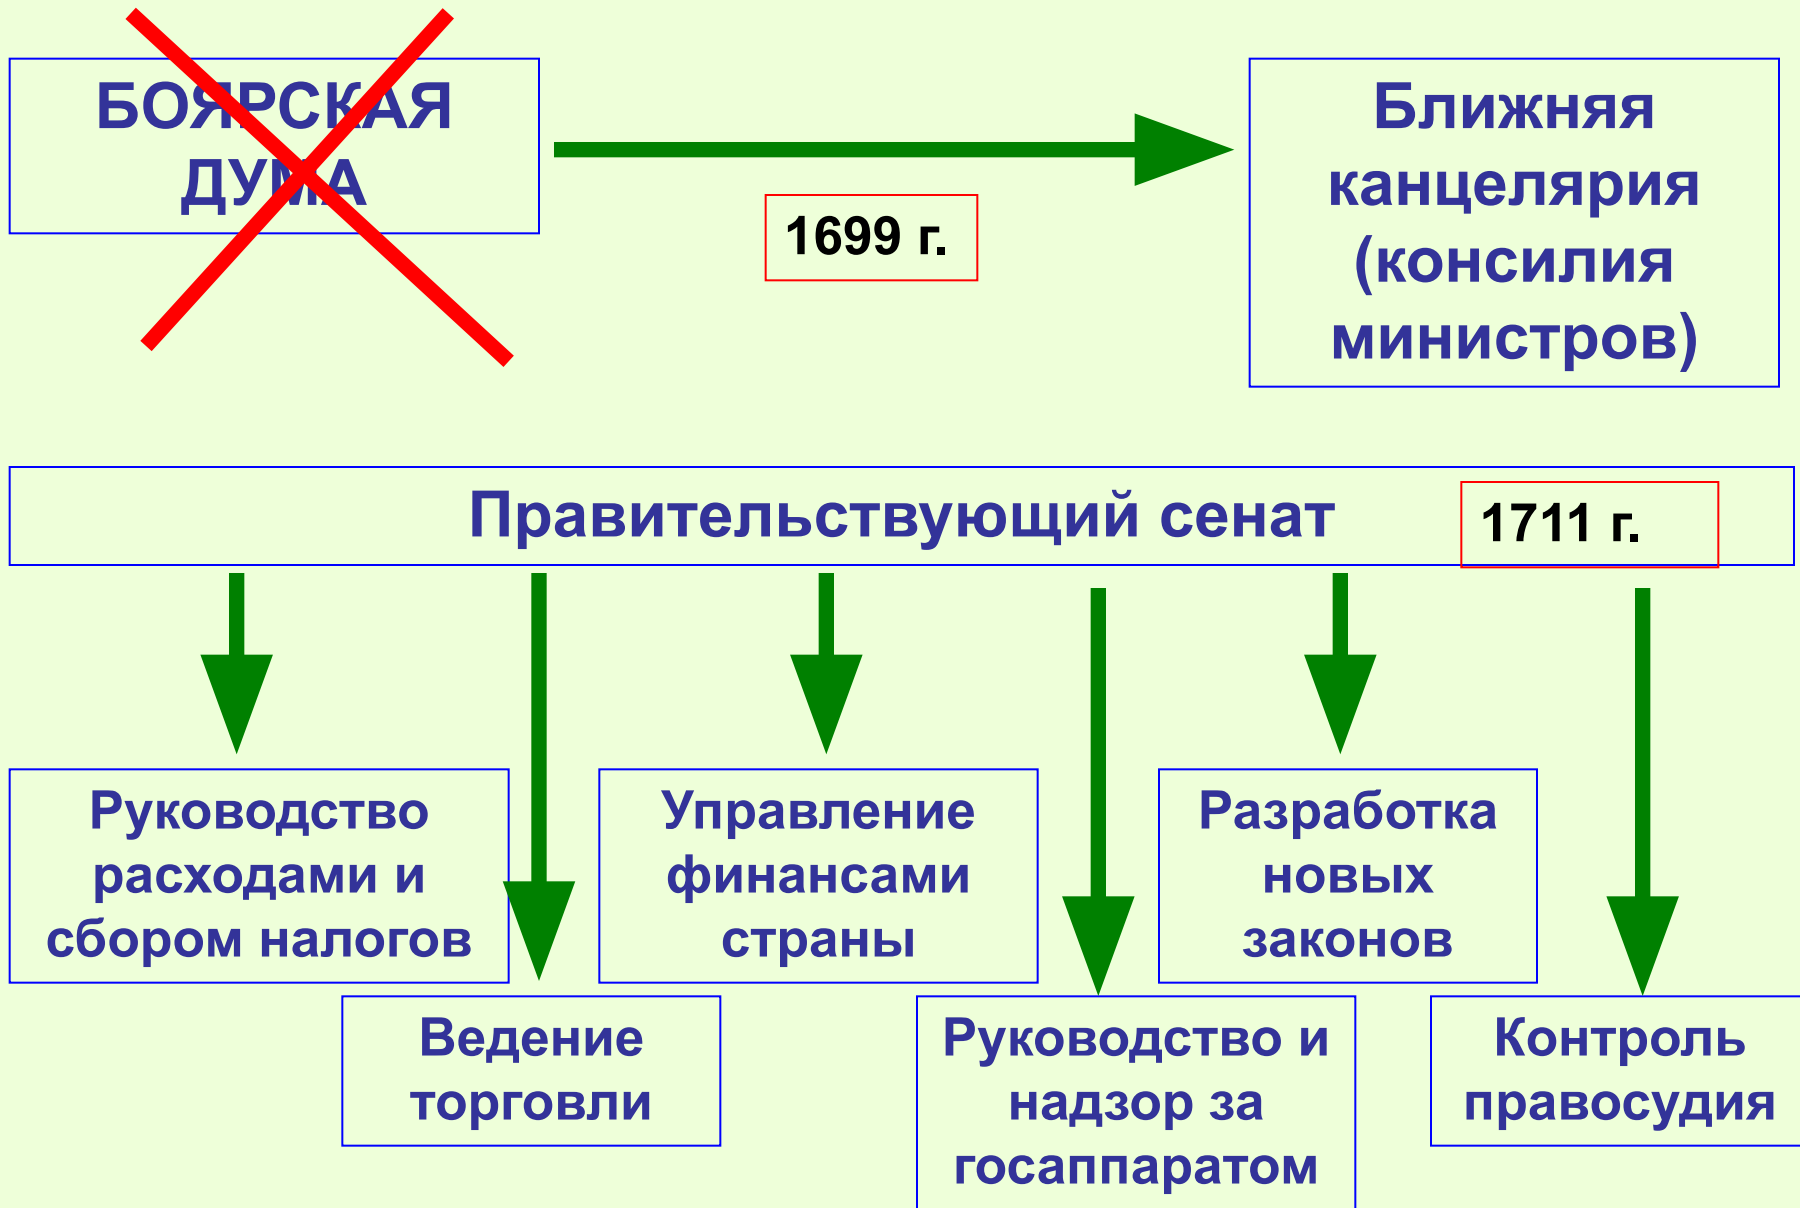 БОЯРСКАЯ
ДУМА
1699 г.
Ближняя
канцелярия
(консилия
министров)
Правительствующий сенат
1711 г.
Руководство
расходами и
сбором налогов
Ведение
торговли
Управление
финансами
страны
Руководство и
надзор за
госаппаратом
Разработка
новых
законов
Контроль
правосудия